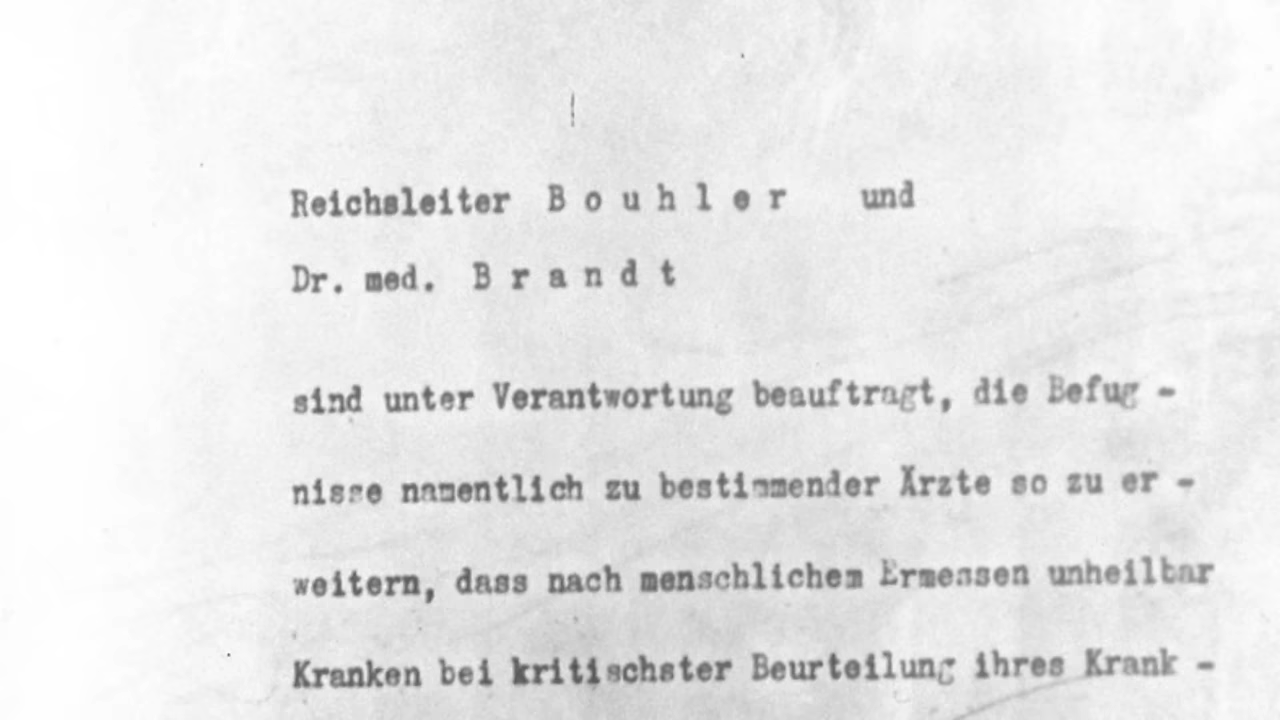 Reichsleiter B o u h l e r und
Dr. med. B r a n d t
sind unter Verantwortung beauftragt, die Befug -
nisse namentlich zu bestimmender Ärzte so zu er -
weitern, dass nach menschlichem Ermessen unheilbar
Kranken bei kritischster Beurteilung ihres Krank -